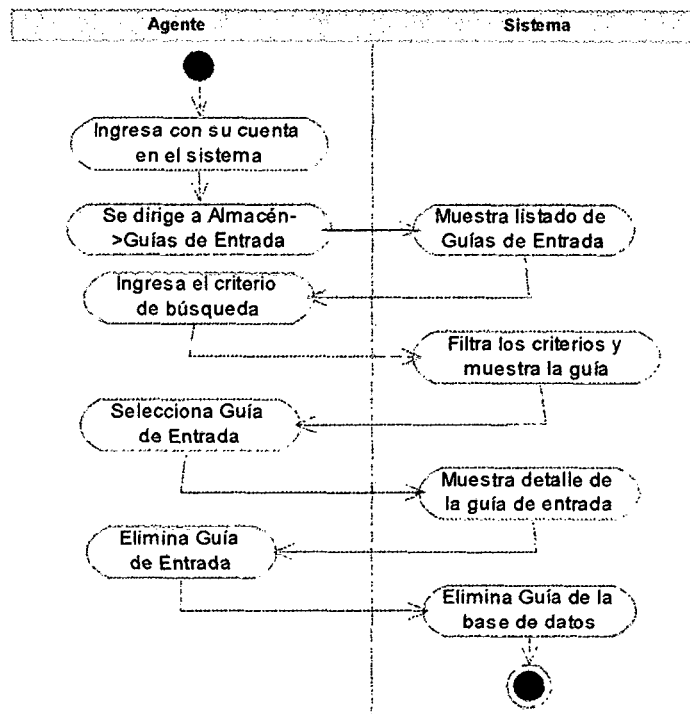 Agente
Sistema
Ingresa con su cuenta
en el sistema
Se dirige a Almacén-
>Guías de Entrada
Muestra listado de
Guías de Entrada
Ingresa el criterio
de búsqueda
Filtra los criterios y
muestra la guía
Selecciona Guía
de Entrada
Muestra detalle de
la guía de entrada
Elimina Guía
de Entrada
Elimina Guía de la
base de datos